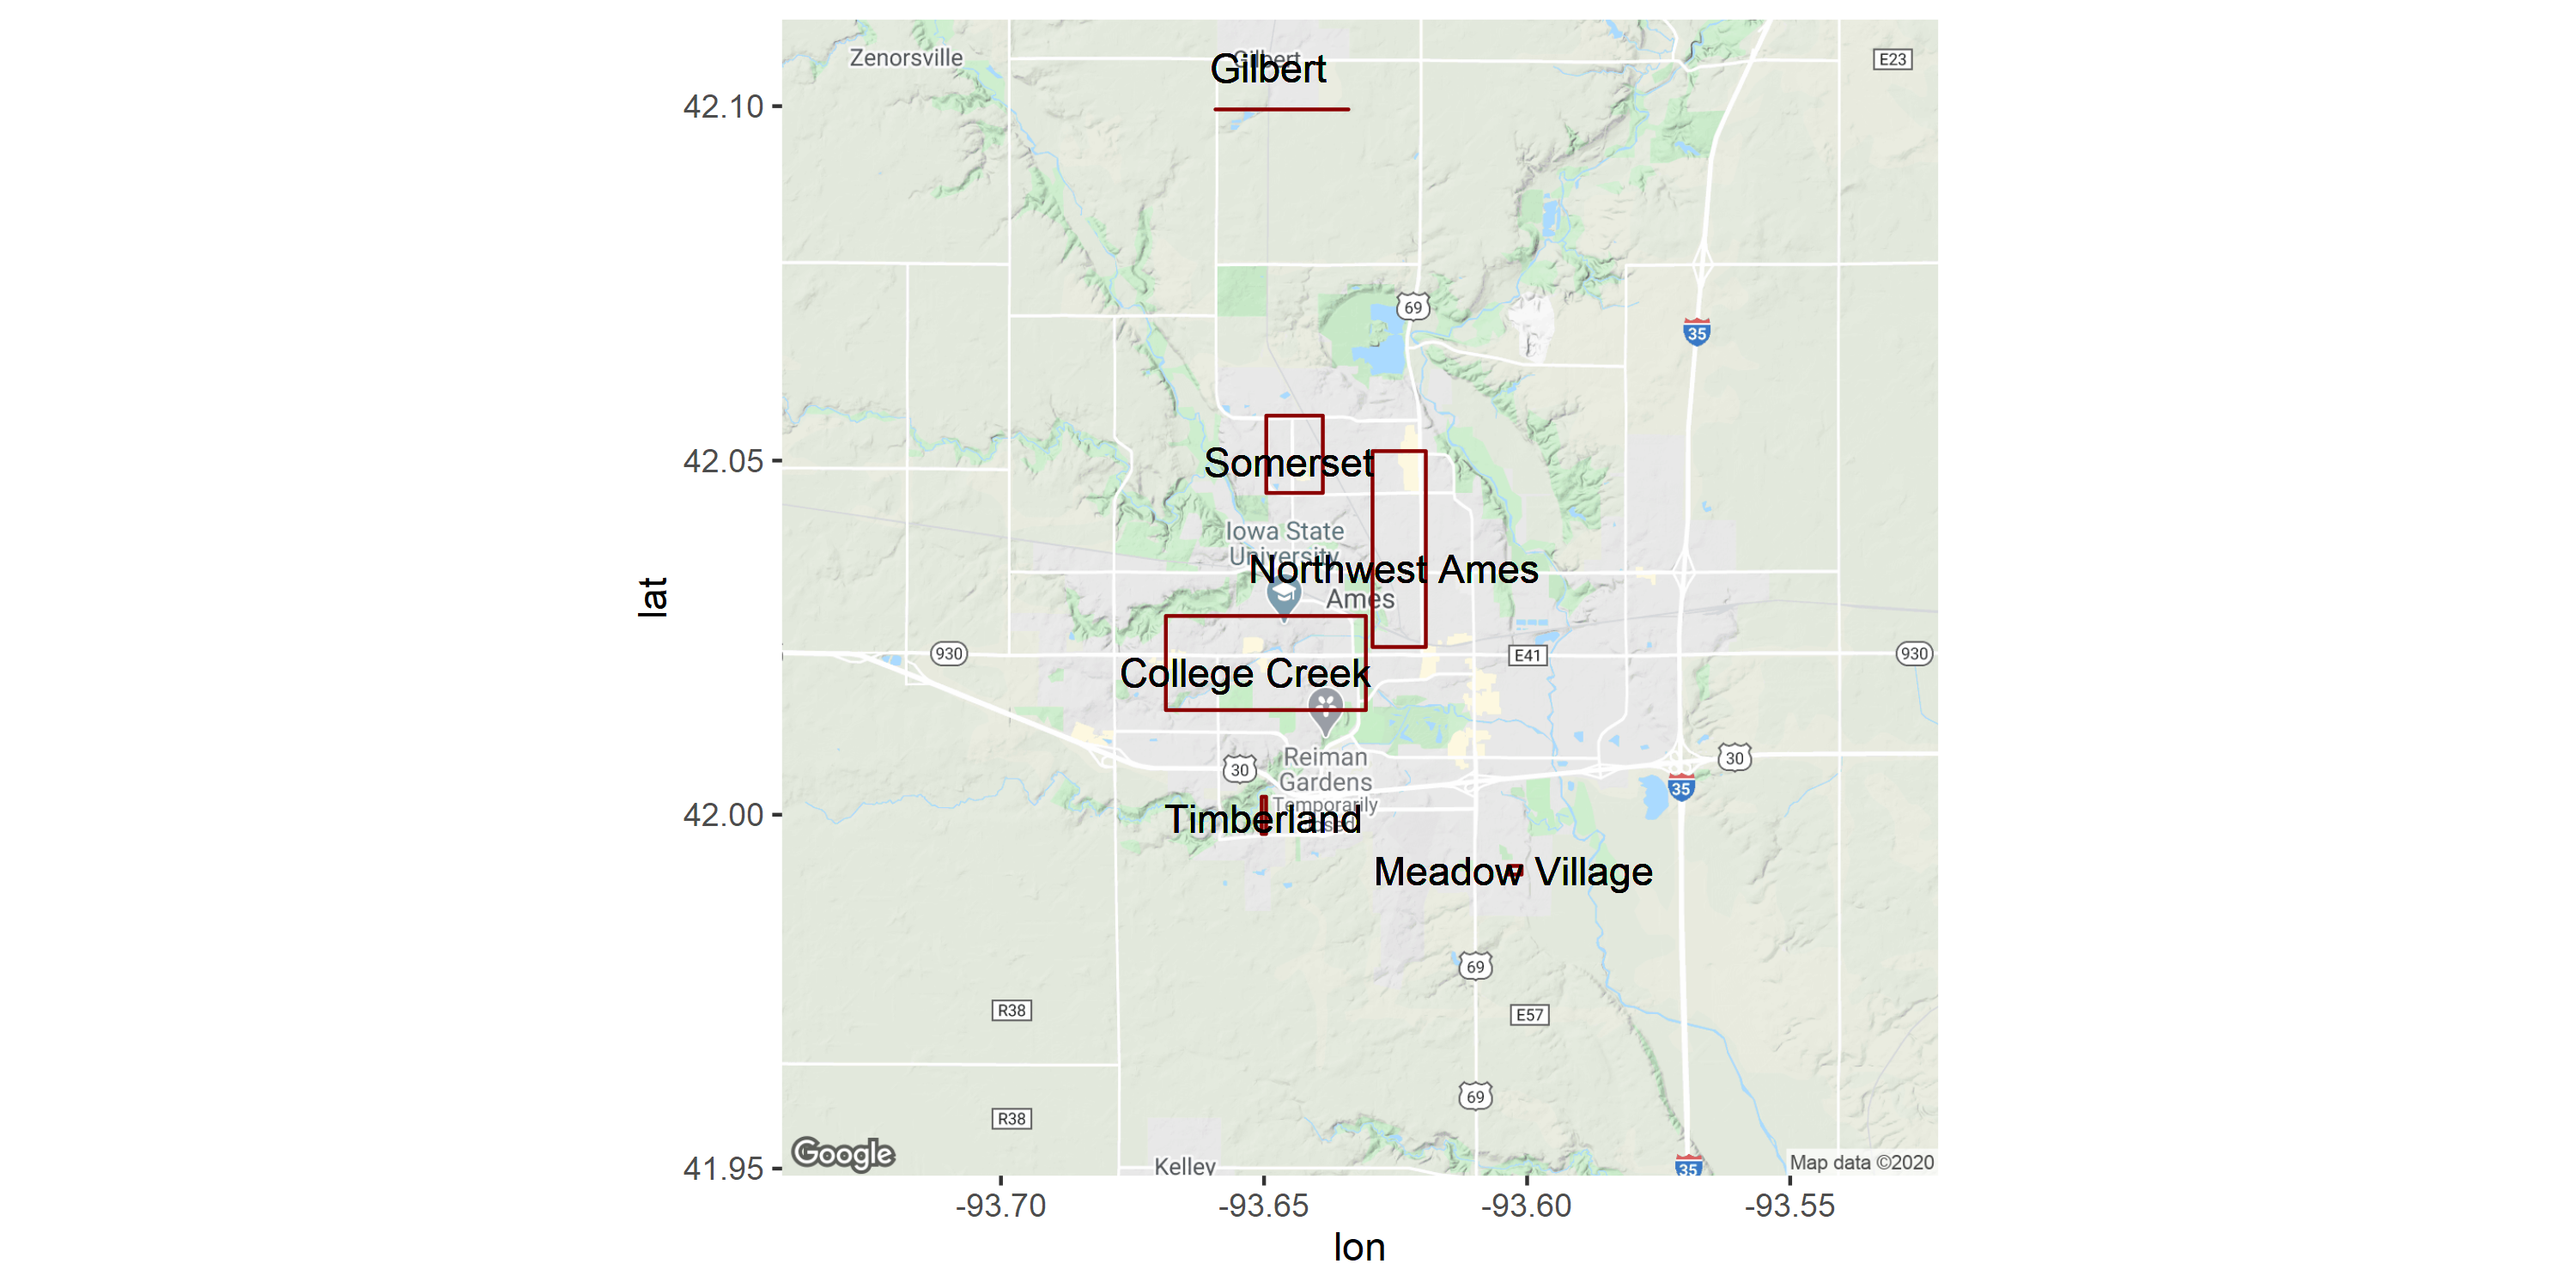 Zenorsville
Gilbert
Gilbert
E23
42.10
69
35
42.05
Somerset
Iowa State
University
Northwest Ames
Ames
lat
930
E41
930
College Creek
Reiman
Gardens
Temporarily
30
30
35
42.00
Timberland
Meadow Village
69
R38
E57
69
R38
Google
Kelley
35
Map data ©2020
41.95
-93.70
-93.65
-93.60
-93.55
lon